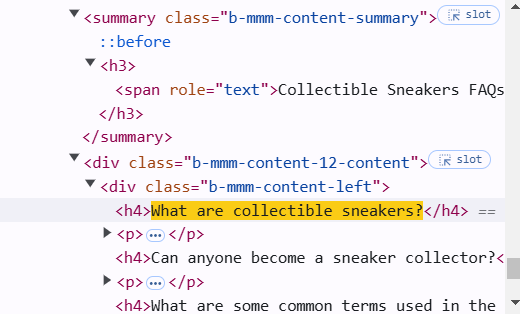 <summary class="b-mmm-content-summary"> slot
::before
<h3>
<span role="text">Collectible Sneakers FAQs
</h3>
</summary>
<div class="b-mmm-content-12-content"> slot
<div class="b-mmm-content-left">
<h4>What are collectible sneakers?</h4> ==
<p> ••• </p>
<h4>Can anyone become a sneaker collector?<
<p> ••• </p>
<h4>What are some common terms used in the